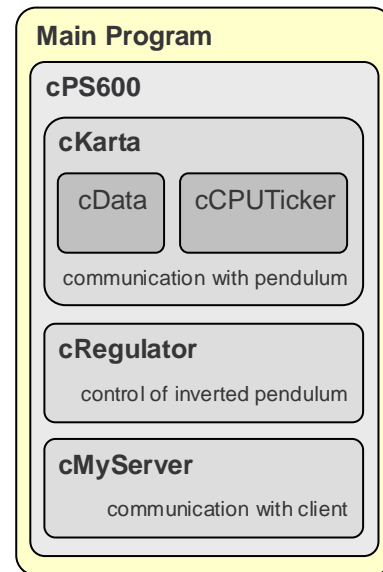 Main Program
cPS600
cKarta
cData cCPUTicker
communication with pendulum
cRegulator
control of inverted pendulum
cMyServer
communication with client